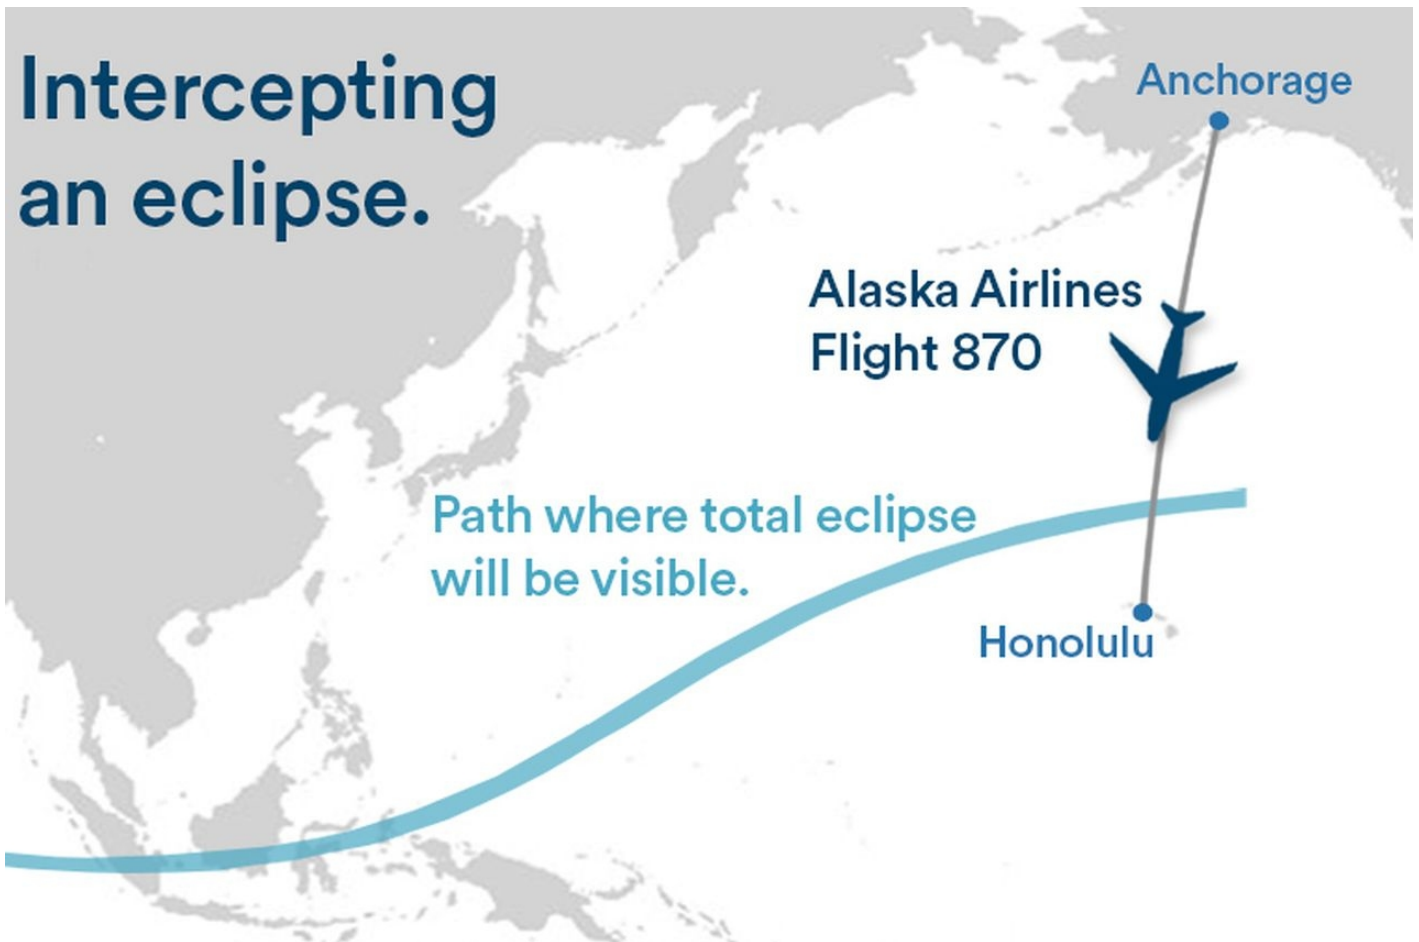 Intercepting
an eclipse.
Anchorage
Alaska Airlines
Flight 870
Path where total eclipse
will be visible.
Honolulu